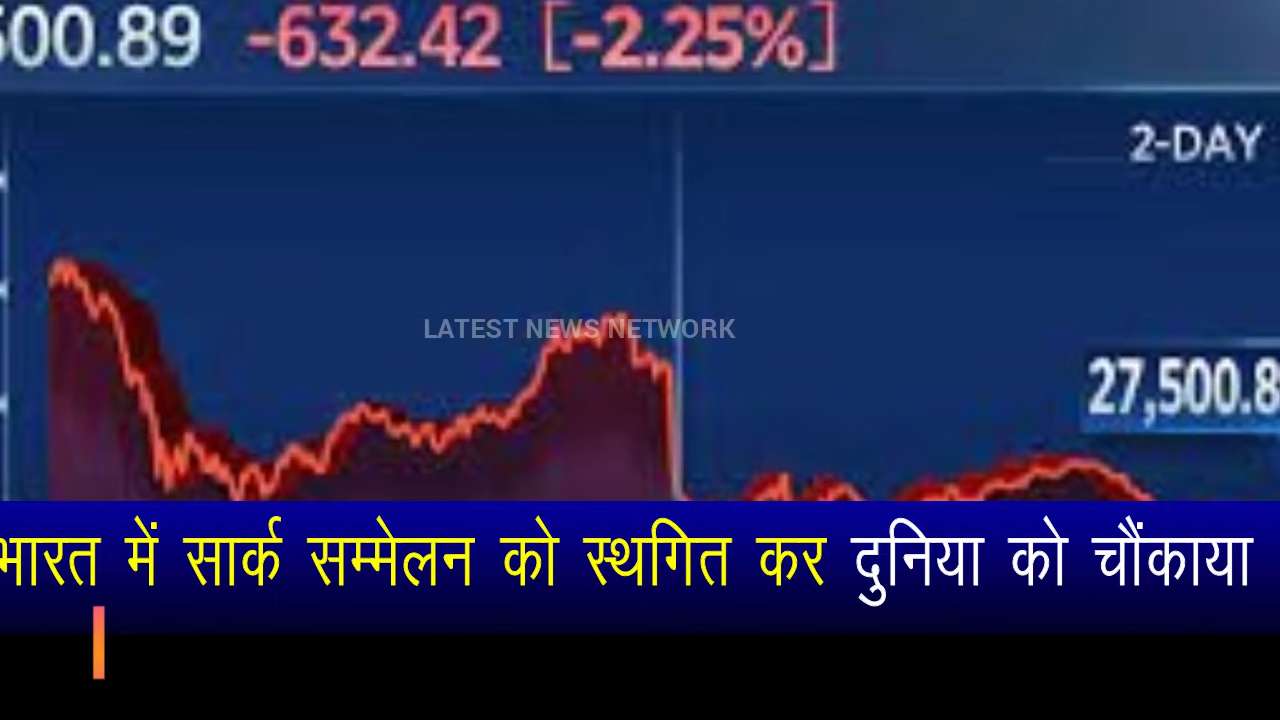 500.89 -632.42 [-2.25%]
2-DAY
LATEST NEWS NETWORK
27,500.8
भारत में सार्क सम्मेलन को स्थगित कर दुनिया को चौंकाया